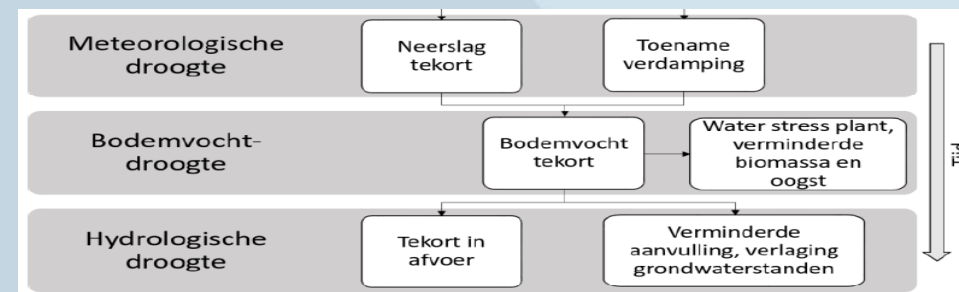 Meteorologische
droogte
Neerslag
tekort
Toename
verdamping
Bodemvocht-
droogte
Bodemvocht
tekort
Water stress plant,
verminderde
biomassa en
oogst
Hydrologische
droogte
Tekort in
afvoer
Verminderde
aanvulling, verlaging
grondwaterstanden